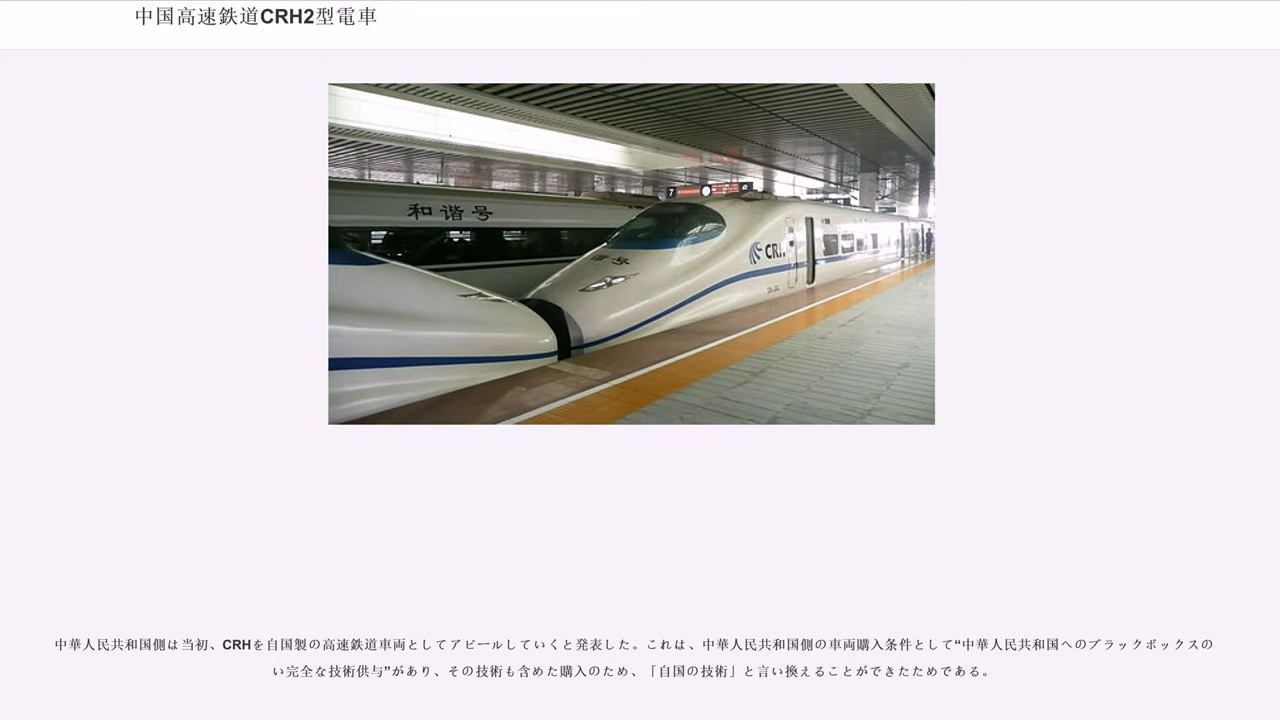 中国高速鉄道CRH2型電車
和谐号
7
谐号
CRH
中華人民共和国側は当初、CRHを自国製の高速鉄道車両としてアピールしていくと発表した。これは、中華人民共和国側の車両購入条件として“中華人民共和国へのブラックボックスの
い完全な技術供与”があり、その技術も含めた購入のため、「自国の技術」と言い換えることができたためである。